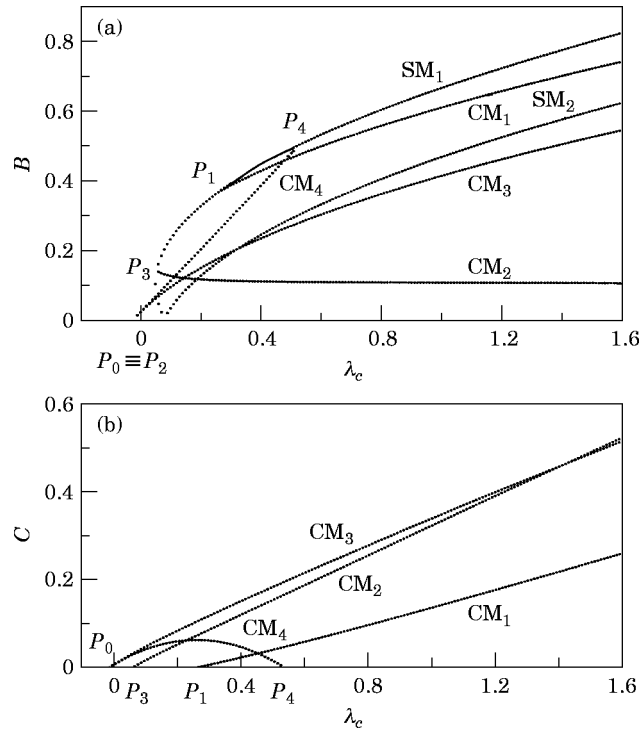 (a)
0.8
0.6
0.4
0.2
0
B
SM₁
CM₁
SM₂
CM₃
CM₂
CM₄
P₄
P₁
P₃
0 0.4 0.8 1.2 1.6
P₀ ≡ P₂
λc
(b)
0.6
0.4
0.2
0
C
CM₃
CM₂
CM₁
CM₄
P₀
0 0.4 0.8 1.2 1.6
P₃ P₁ P₄
λc